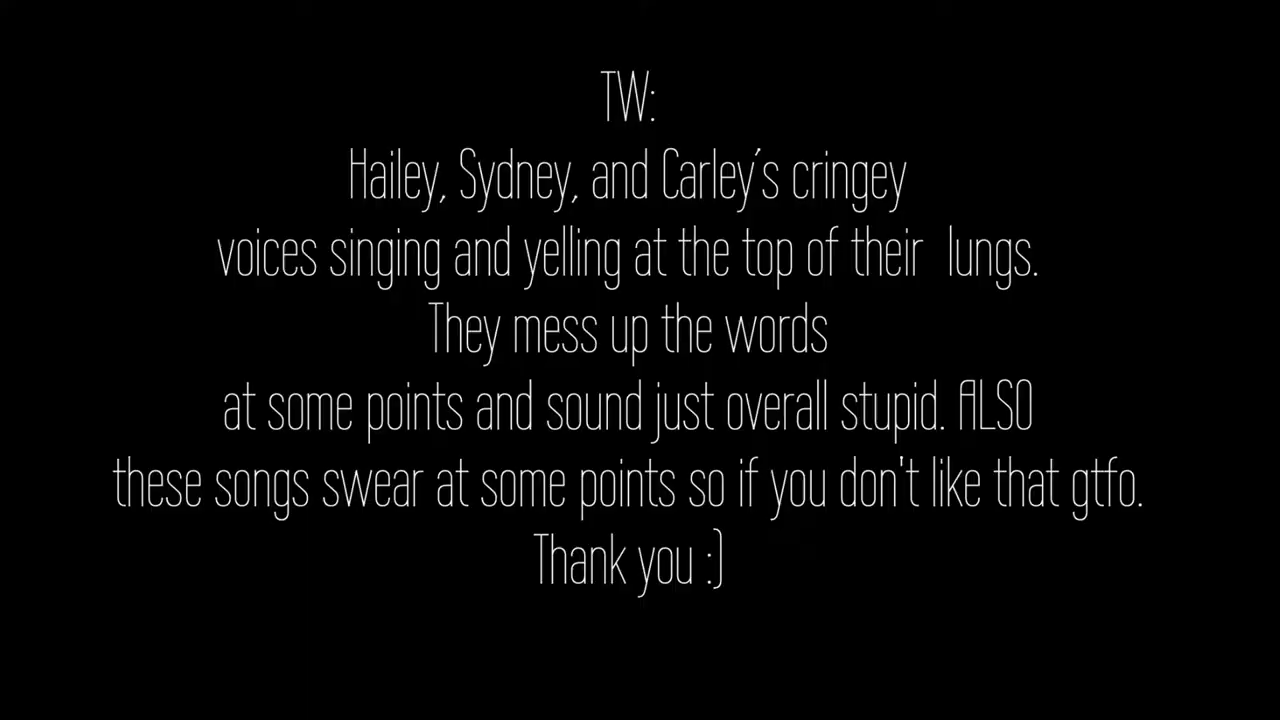 TW:
Hailey, Sydney, and Carley's cringey
voices singing and yelling at the top of their  lungs.
They mess up the words
at some points and sound just overall stupid. ALSO
these songs swear at some points so if you don't like that gtfo.
Thank you :)